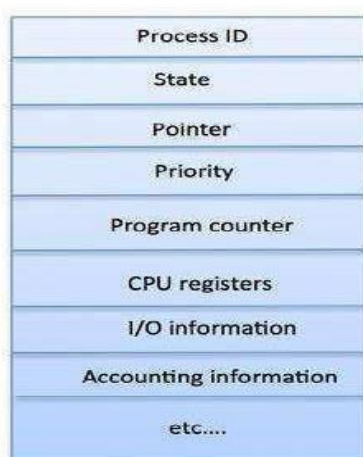 Process ID
State
Pointer
Priority
Program counter
CPU registers
I/O information
Accounting information
etc....